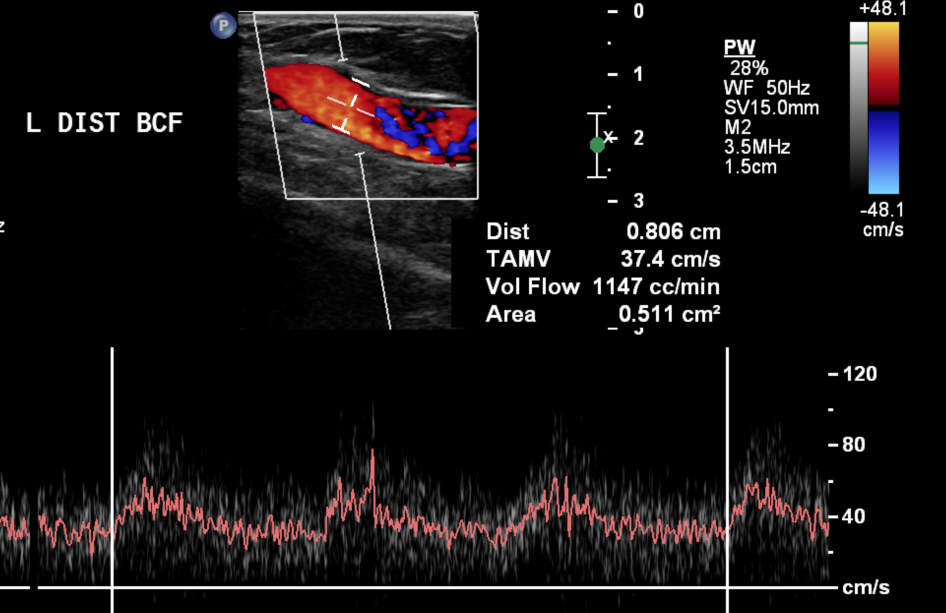 P
L DIST BCF
z
0
1
X 2
3
5
PW
28%
WF 50Hz
SV15.0mm
M2
3.5MHz
1.5cm
+48.1
-48.1
cm/s
Dist 0.806 cm
TAMV 37.4 cm/s
Vol Flow 1147 cc/min
Area 0.511 cm²
120
80
40
cm/s